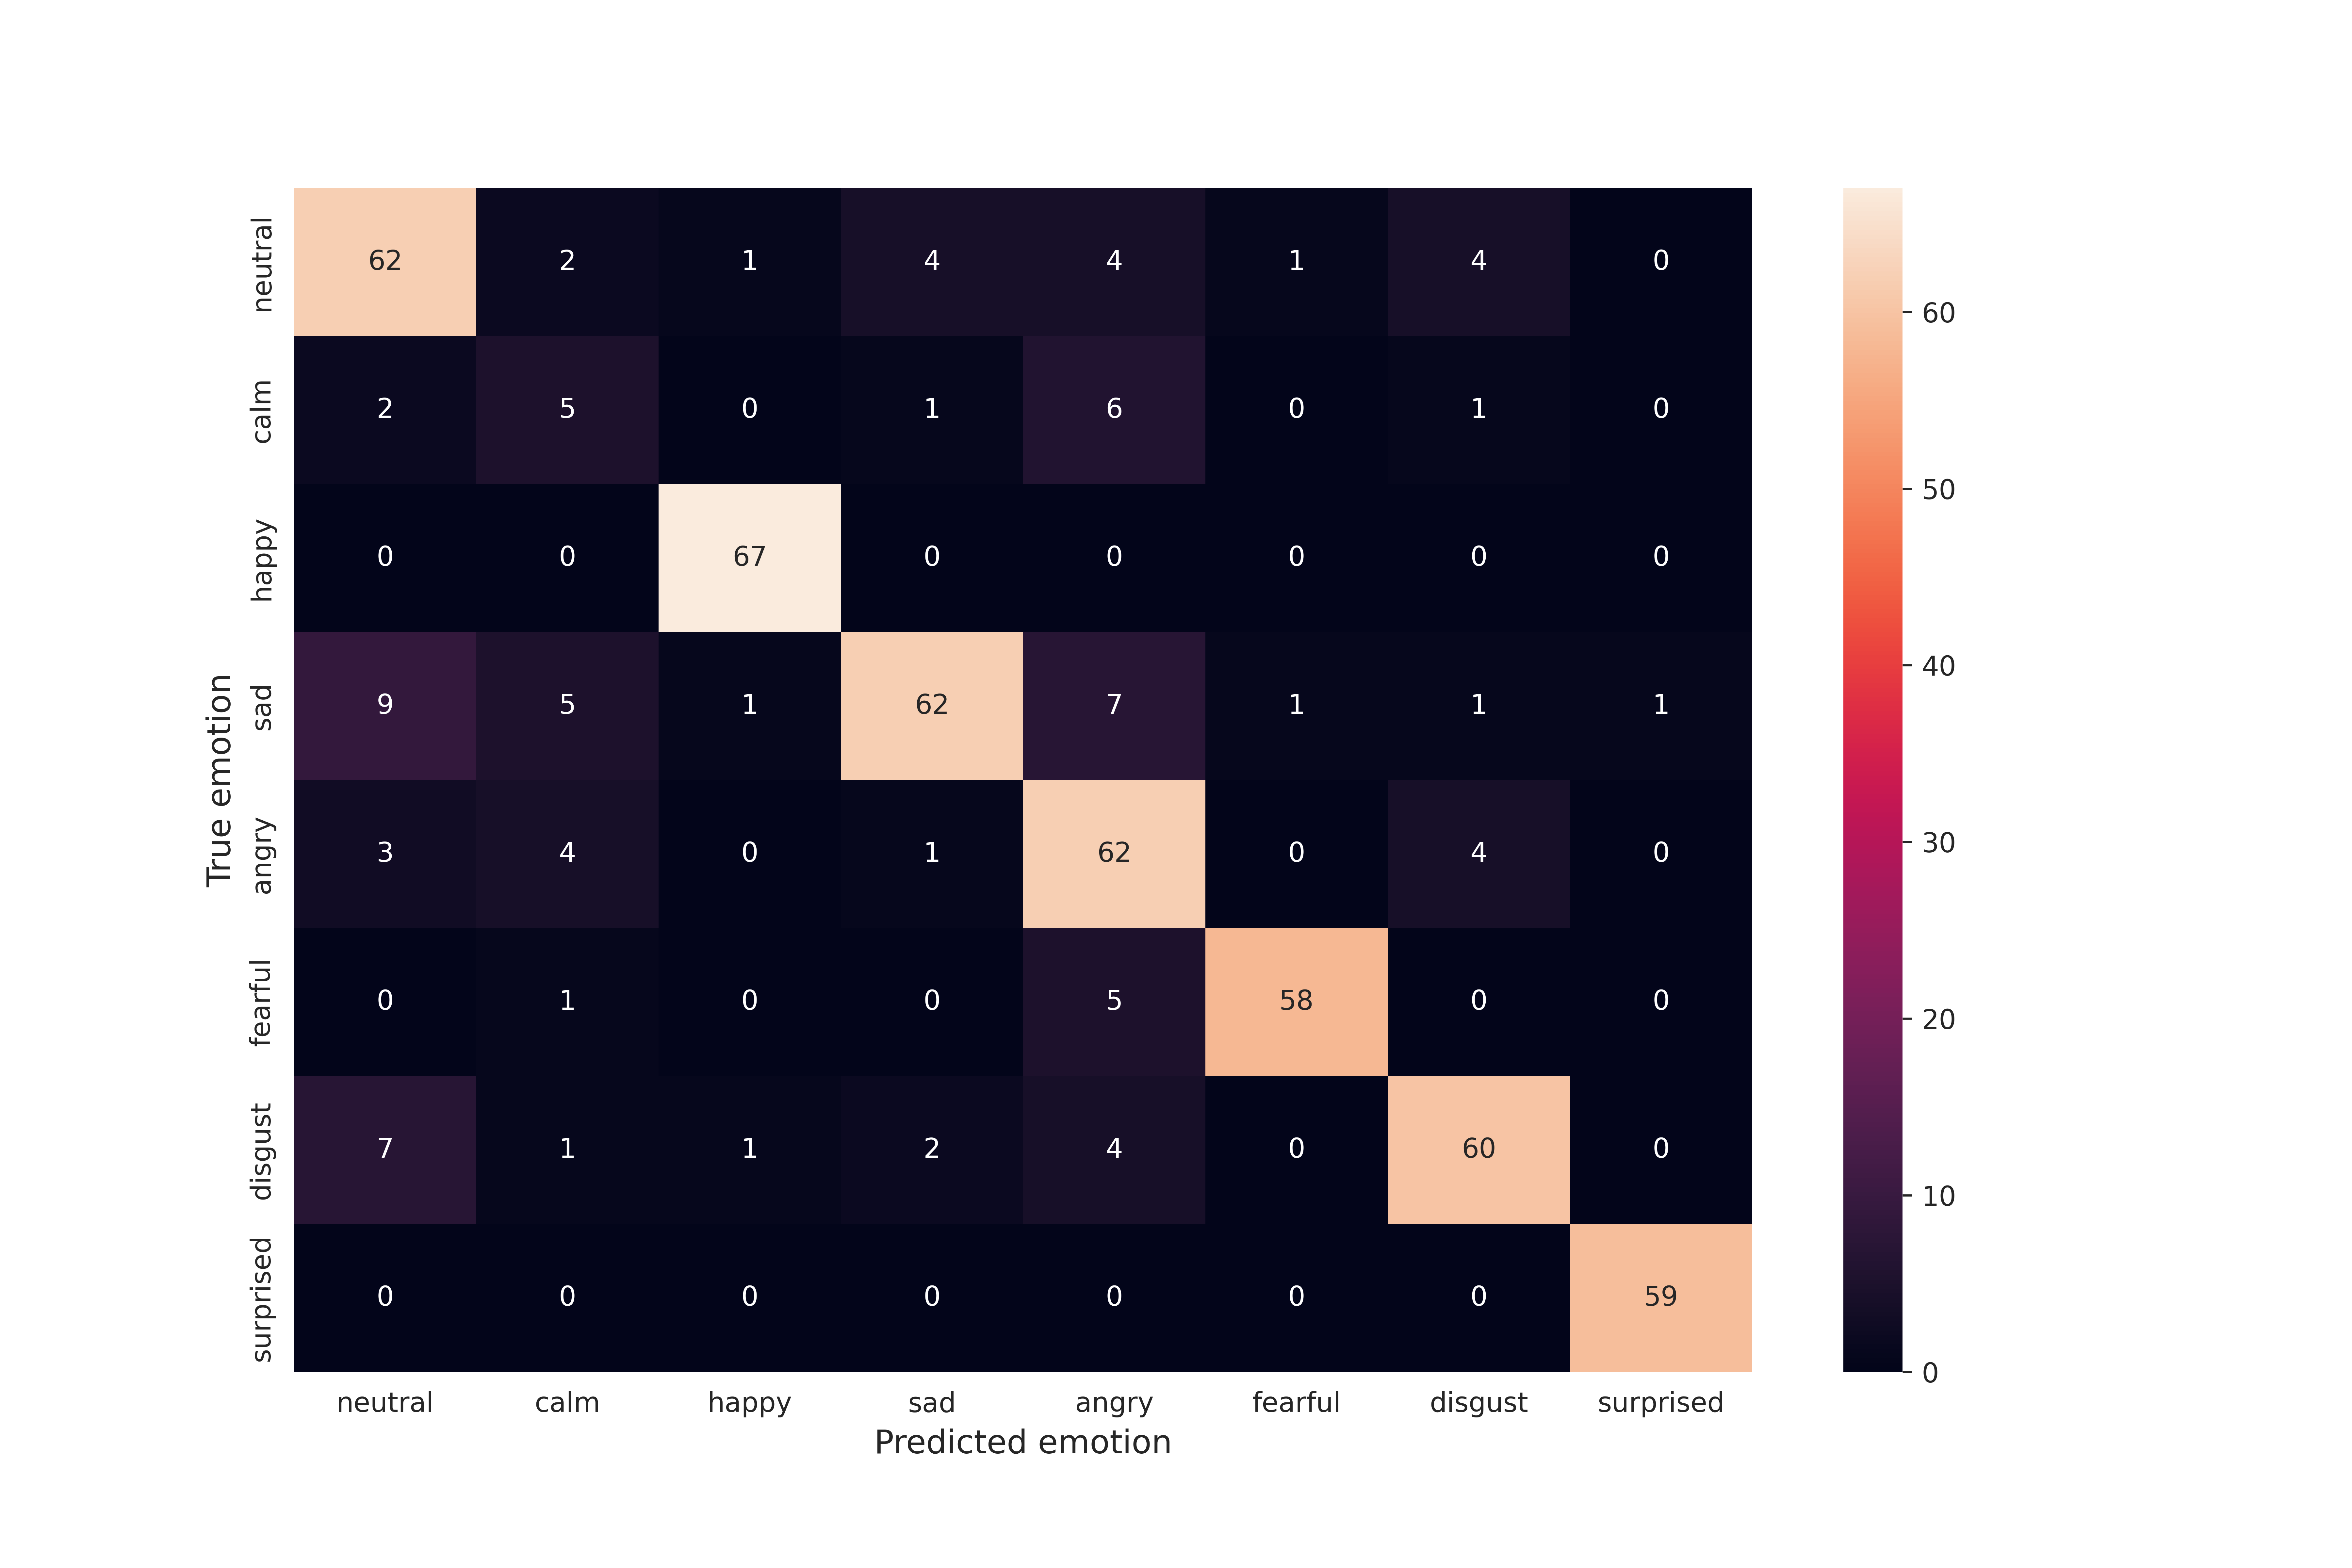 neutral 62 2 1 4 4 1 4 0
calm 2 5 0 1 6 0 1 0
happy 0 0 67 0 0 0 0 0
sad 9 5 1 62 7 1 1 1
angry 3 4 0 1 62 0 4 0
fearful 0 1 0 0 5 58 0 0
disgust 7 1 1 2 4 0 60 0
surprised 0 0 0 0 0 0 0 59
True emotion
neutral calm happy sad angry fearful disgust surprised
Predicted emotion
60
50
40
30
20
10
0